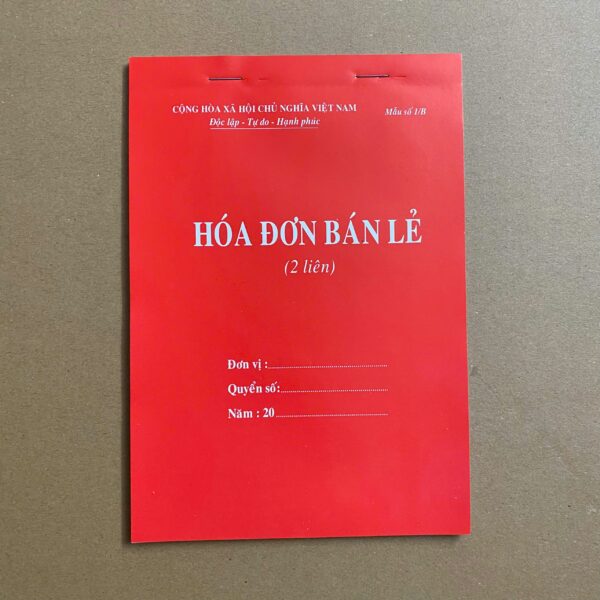 CỘNG HÒA XÃ HỘI CHỦ NGHĨA VIỆT NAM
Mẫu số 1/B
Độc lập - Tự do - Hạnh phúc
HÓA ĐƠN BÁN LẺ
(2 liên)
Đơn vị :
Quyển số:
Năm : 20